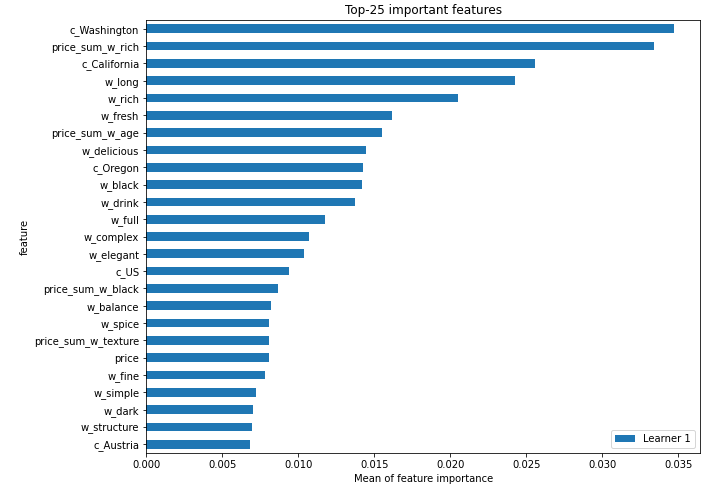 Top-25 important features
c_Washington
price_sum_w_rich
c_California
w_long
w_rich
w_fresh
price_sum_w_age
w_delicious
c_Oregon
w_black
w_drink
w_full
w_complex
w_elegant
c_US
price_sum_w_black
w_balance
w_spice
price_sum_w_texture
price
w_fine
w_simple
w_dark
w_structure
c_Austria
feature
Learner 1
0.000 0.005 0.010 0.015 0.020 0.025 0.030 0.035
Mean of feature importance